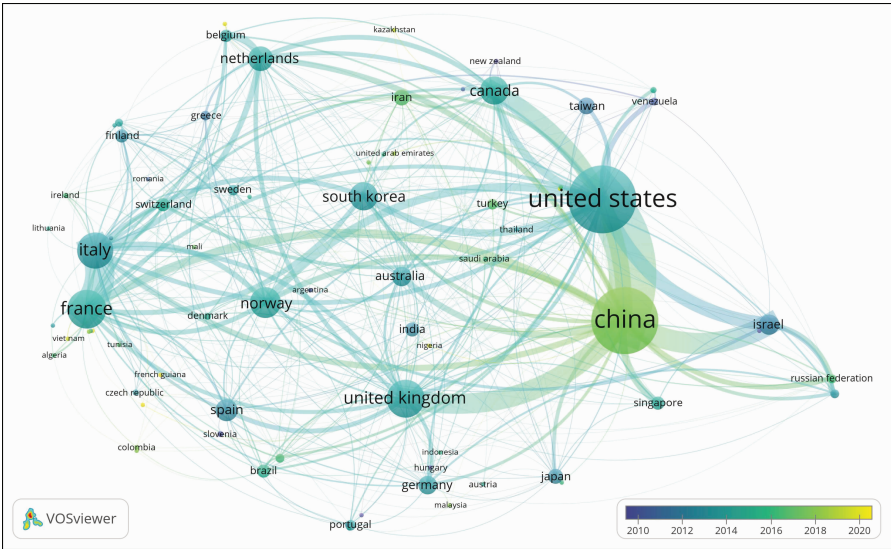 kazakhstan
belgium
netherlands
new zealand
canada
iran
taiwan
venezuela
greece
finland
united arab emirates
romania
sweden
ireland
switzerland
south korea
united states
turkey
lithuania
thailand
mali
italy
saudi arabia
australia
argentina
norway
france
denmark
china
israel
india
viet nam
tunisia
nigeria
algeria
french guiana
russian federation
czech republic
united kingdom
singapore
spain
slovenia
colombia
indonesia
brazil
hungary
japan
germany
austria
malaysia
portugal
VOSviewer
2010 2012 2014 2016 2018 2020